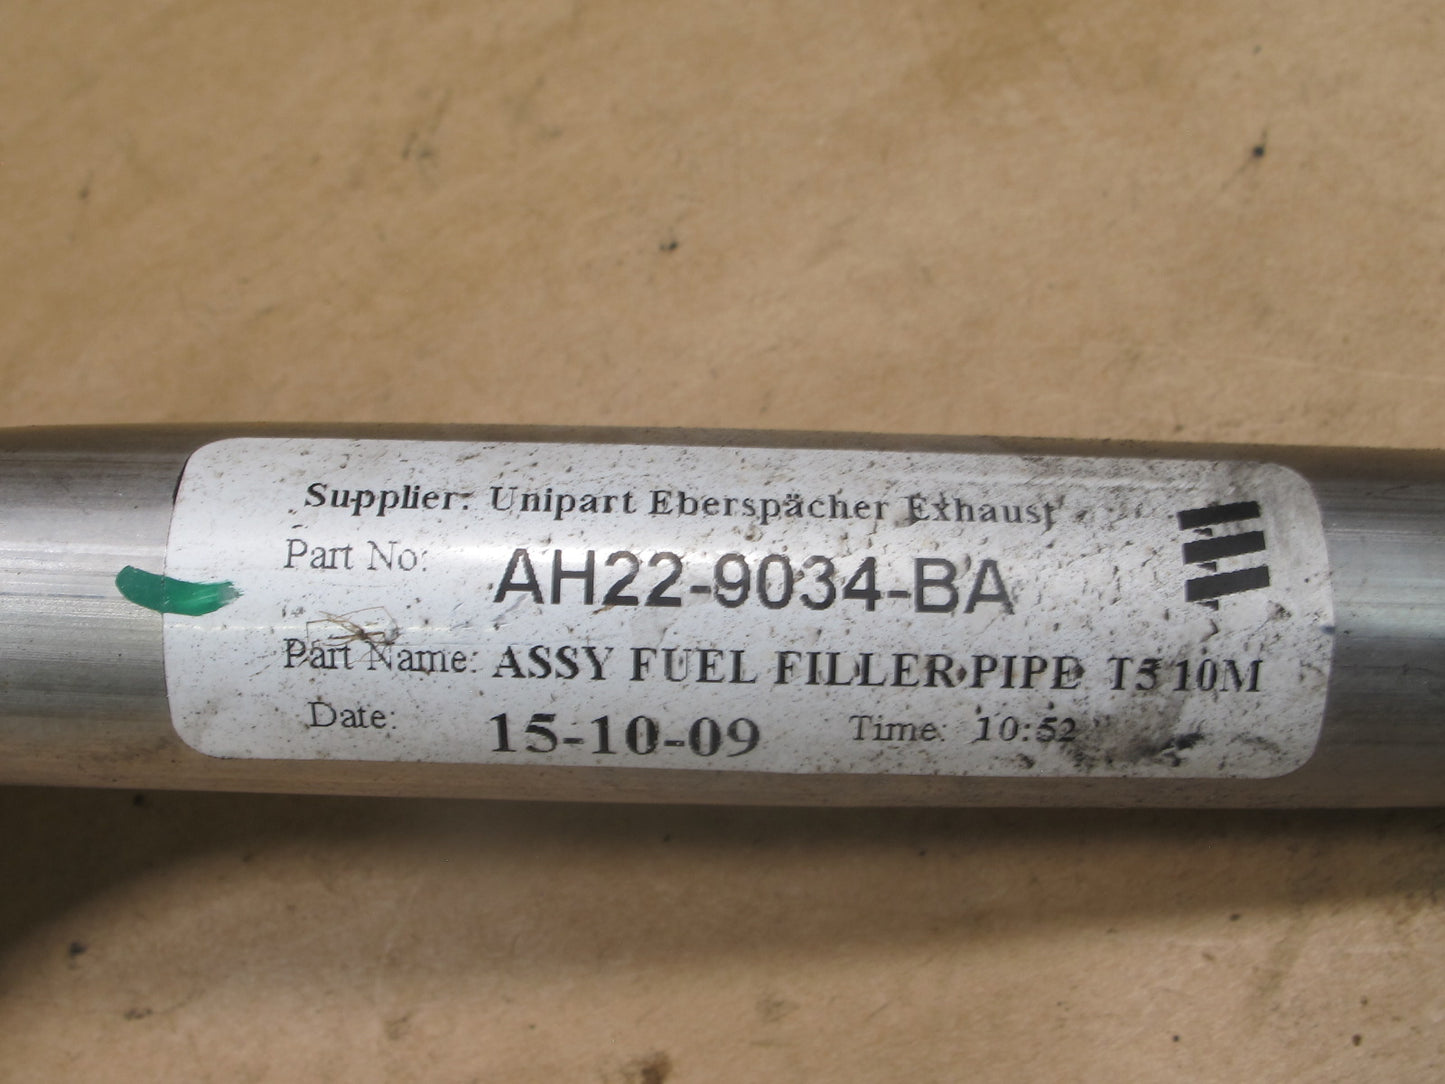 Supplier: Unipart Eberspächer Exhaust
Part No: AH22-9034-BA
Part Name: ASSY FUEL FILLER PIPE T5 10M
Date: 15-10-09 Time: 10:52